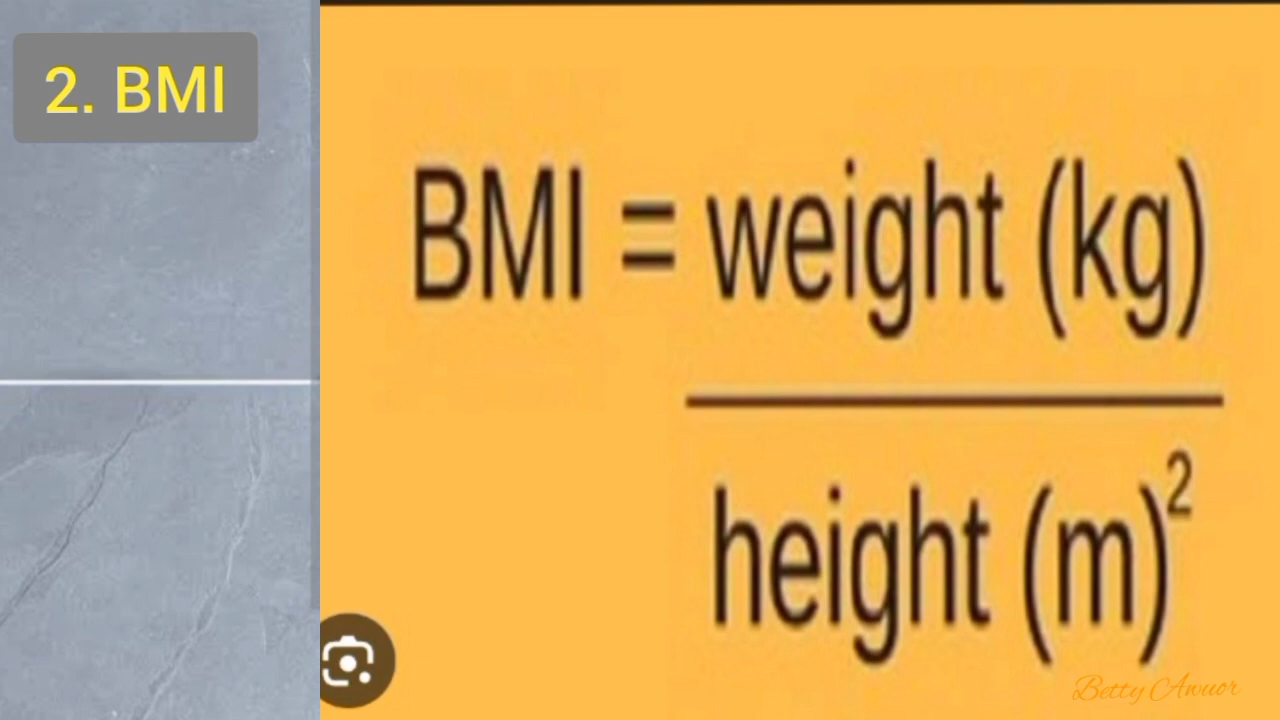 2. BMI
BMI = weight (kg)
height (m)²
Betty Awuor